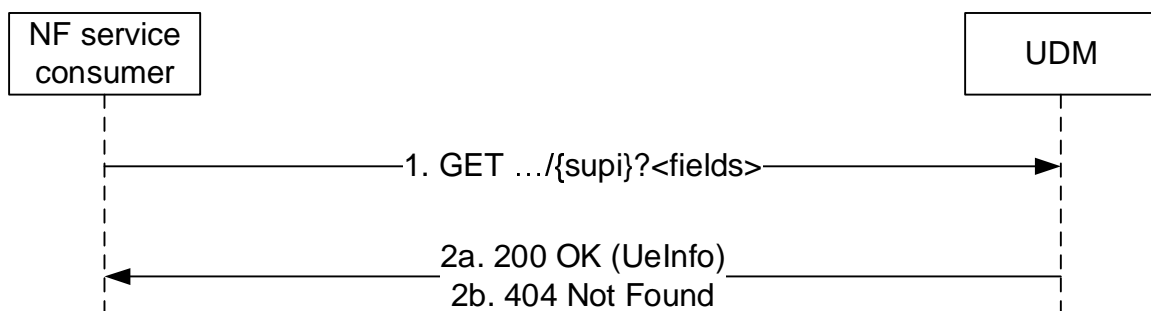 NF service
consumer
UDM
1. GET …/{supi}?<fields>
2a. 200 OK (UeInfo)
2b. 404 Not Found